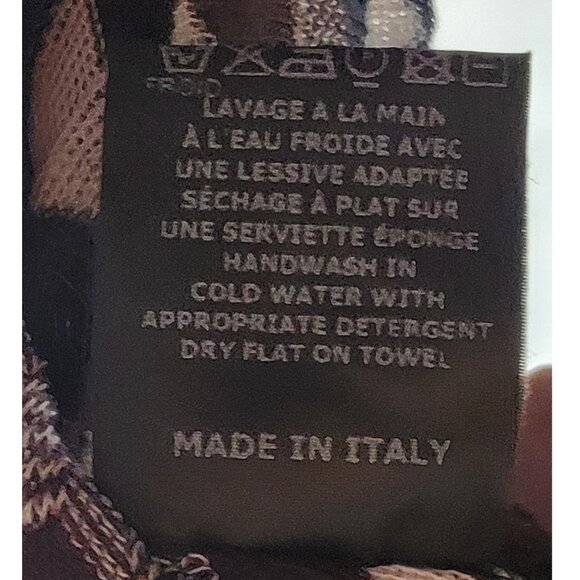 FROID
LAVAGE A LA MAIN
À L'EAU FROIDE AVEC
UNE LESSIVE ADAPTÉE
SÉCHAGE À PLAT SUR
UNE SERVIETTE ÉPONGE
HANDWASH IN
COLD WATER WITH
APPROPRIATE DETERGENT
DRY FLAT ON TOWEL
MADE IN ITALY